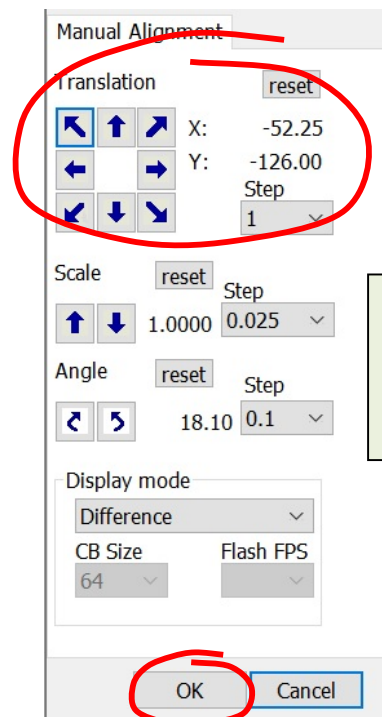 Manual Alignment
Translation
reset
X: -52.25
Y: -126.00
Step
1
Scale
reset
Step
1.0000 0.025
Angle
reset
Step
18.10 0.1
Display mode
Difference
CB Size Flash FPS
64
OK Cancel